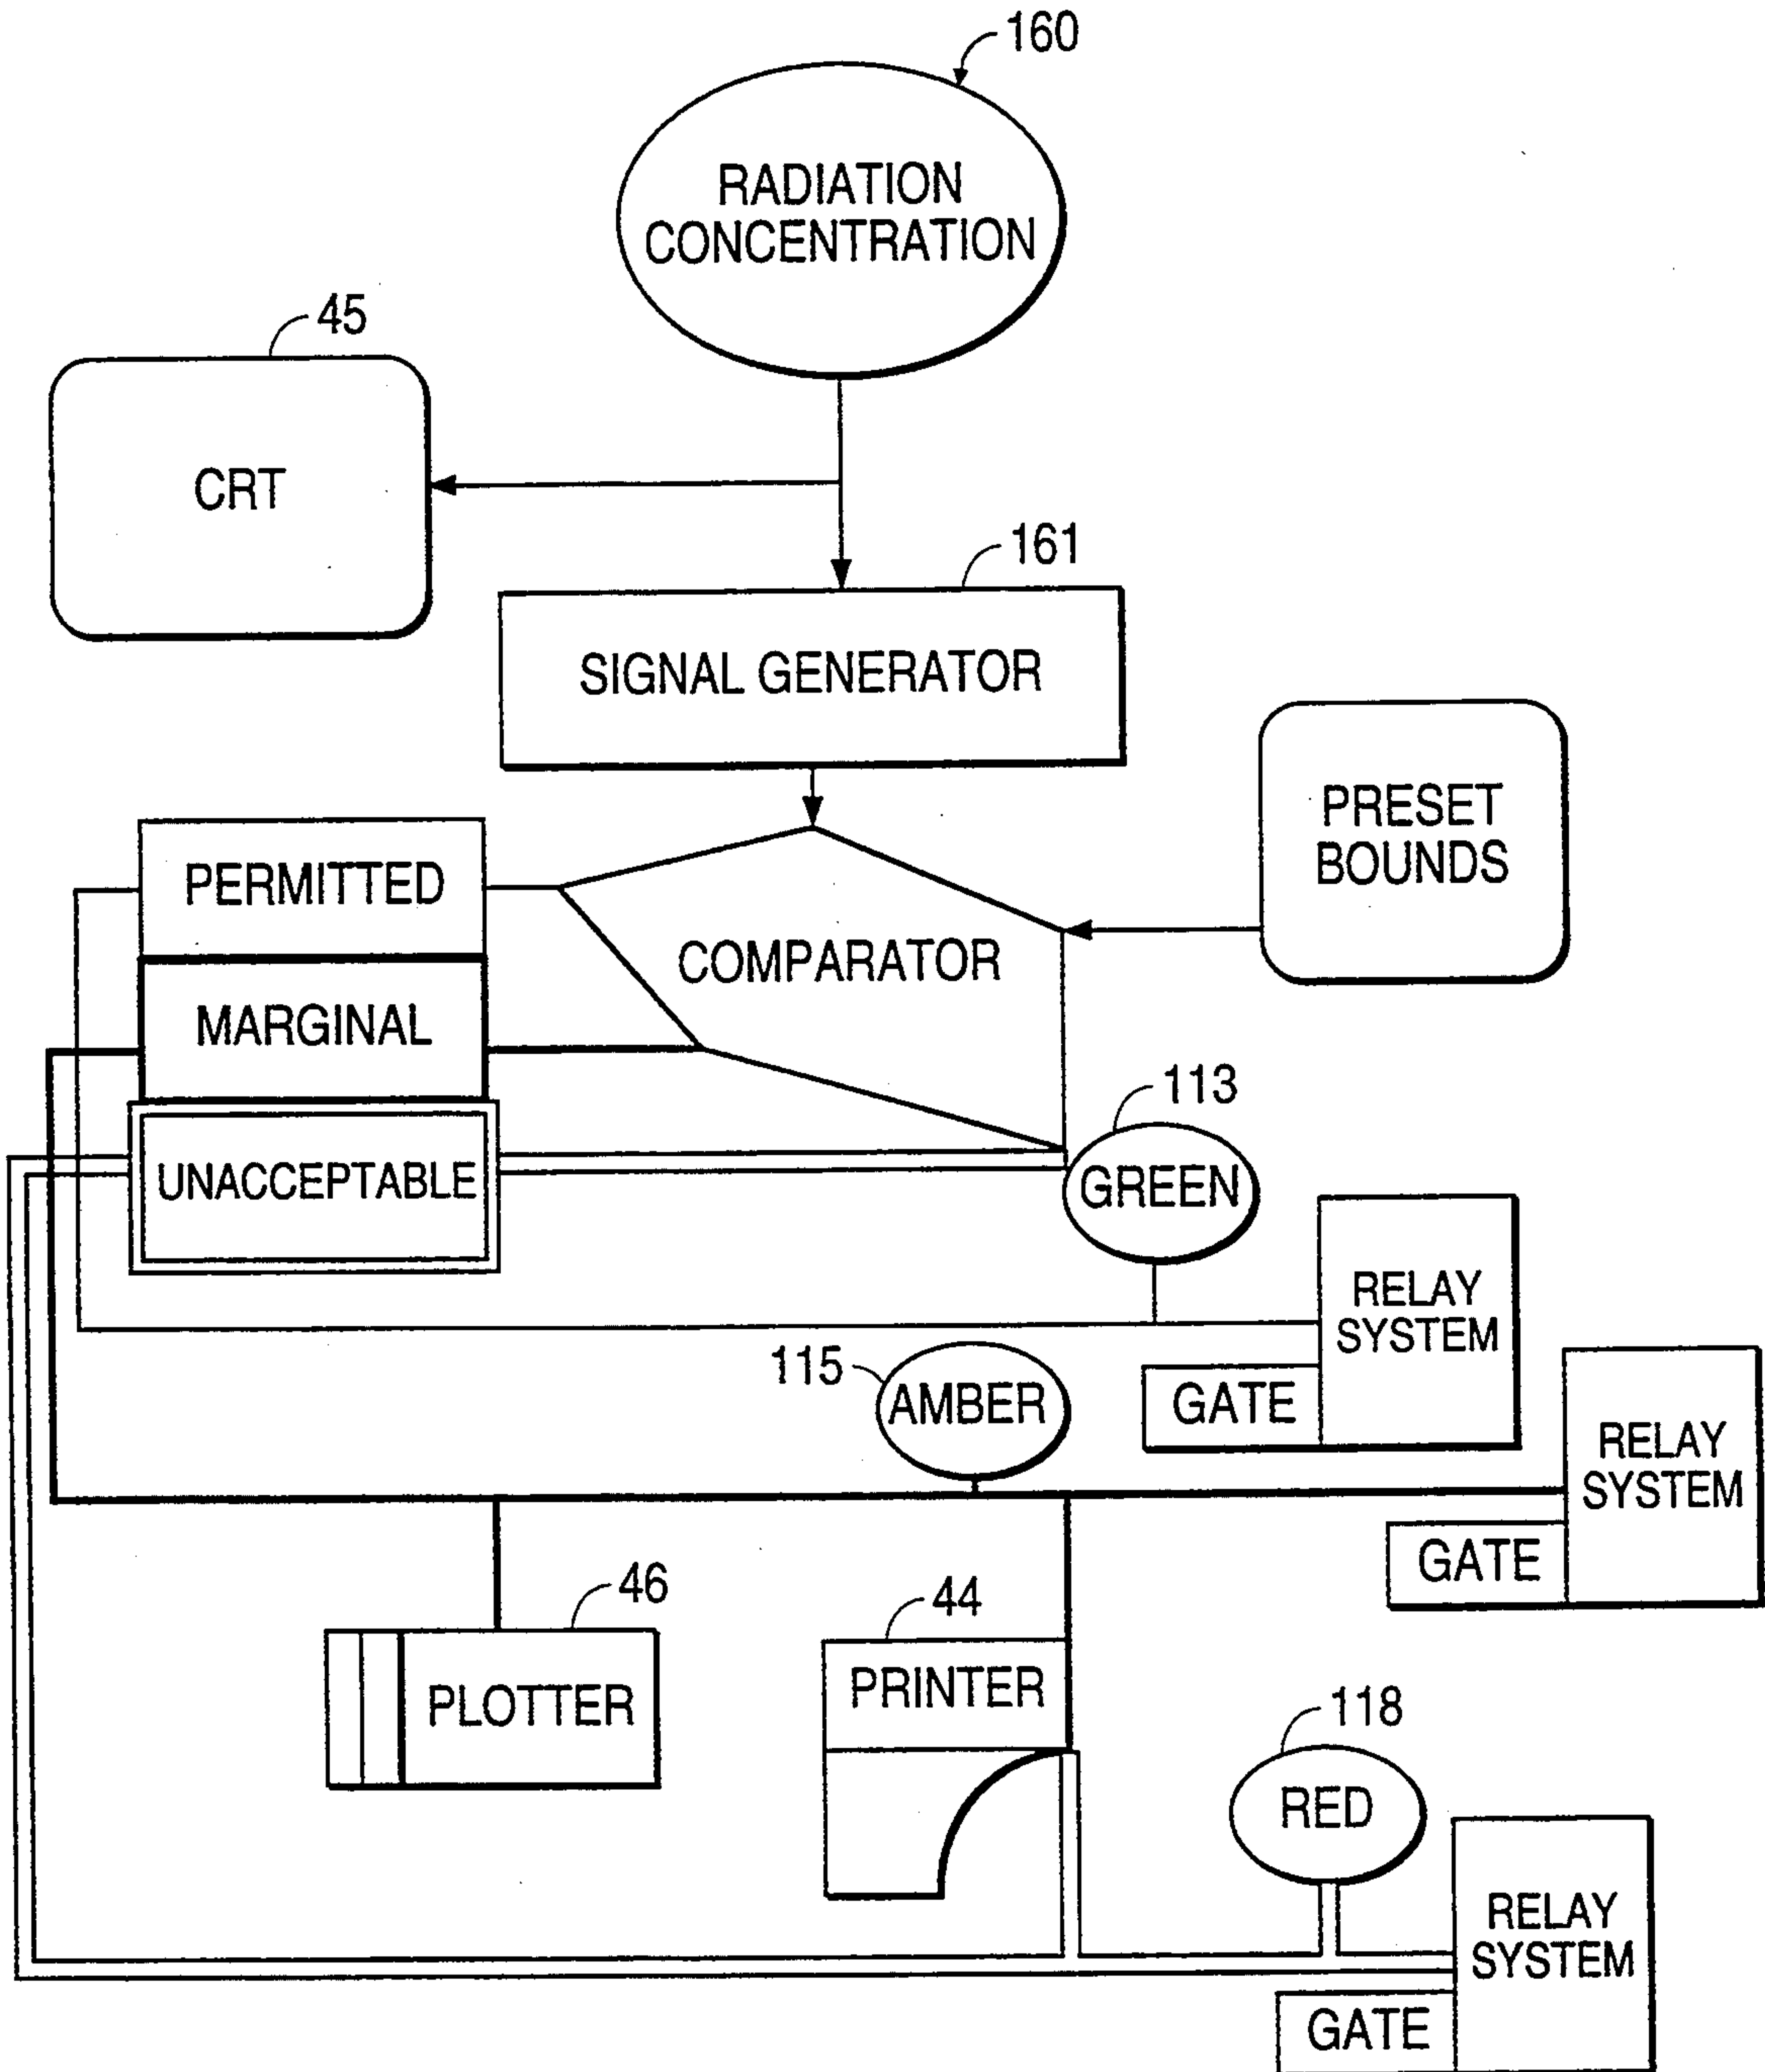 160
RADIATION
CONCENTRATION
45
CRT
161
SIGNAL GENERATOR
PRESET
BOUNDS
PERMITTED
COMPARATOR
MARGINAL
113
UNACCEPTABLE
GREEN
RELAY
SYSTEM
115
AMBER
GATE
RELAY
SYSTEM
GATE
46
44
PLOTTER
PRINTER
118
RED
RELAY
SYSTEM
GATE